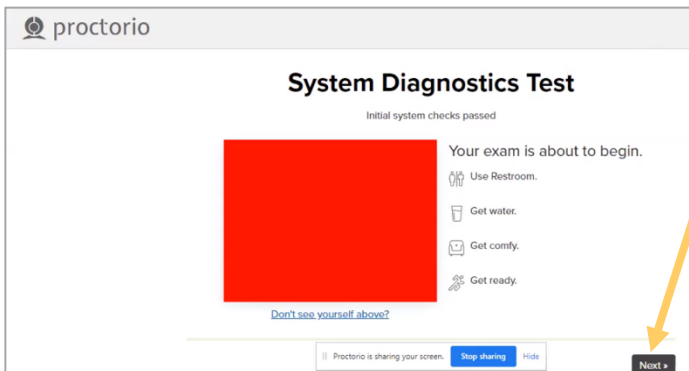 proctorio
System Diagnostics Test
Initial system checks passed
Your exam is about to begin.
Use Restroom.
Get water.
Get comfy.
Get ready.
Don't see yourself above?
Proctorio is sharing your screen. Stop sharing Hide
Next »